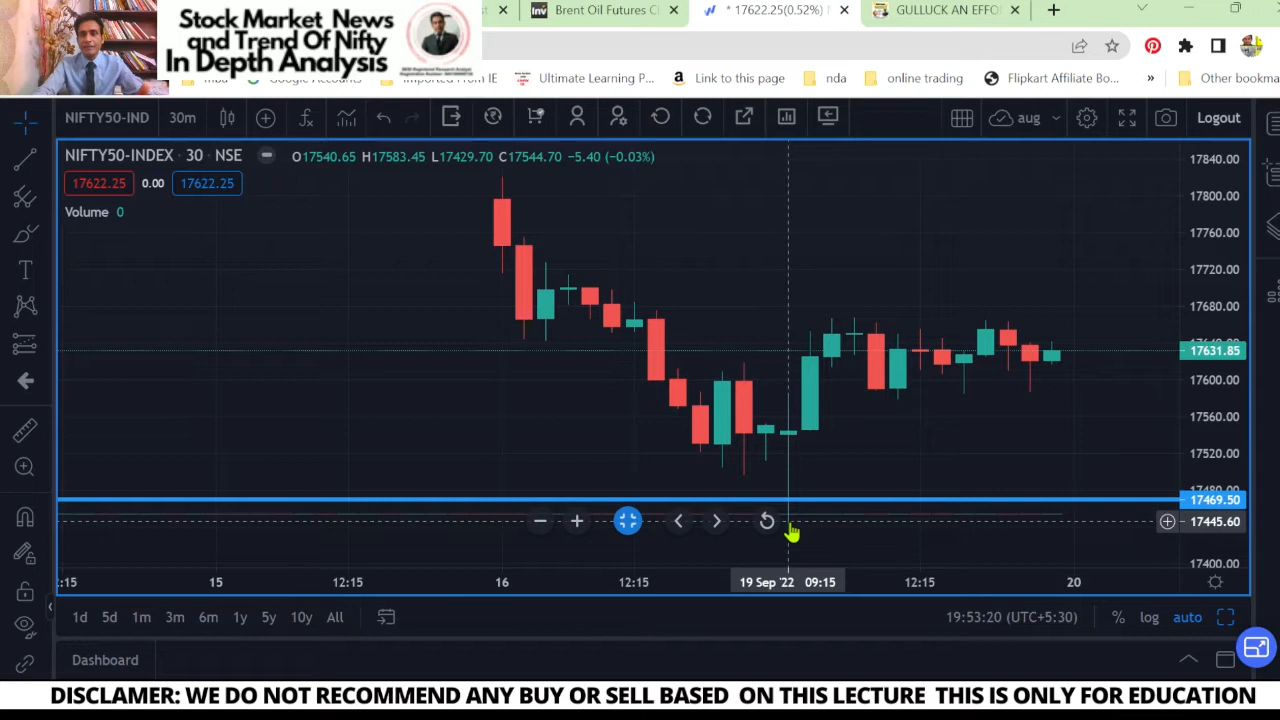 Stock Market News
and Trend Of Nifty
In Depth Analysis
Brent Oil Futures C
* 17622.25(0.52%)
GULLUCK AN EFFO
Google Accounts
Imported From IE
Ultimate Learning P...
Link to this page
nda
online trading
Flipkart Affiliate So...
»
Other bookma
NIFTY50-IND
30m
aug
Logout
NIFTY50-INDEX · 30 · NSE
O17540.65 H17583.45 L17429.70 C17544.70 −5.40 (−0.03%)
17622.25
0.00
17622.25
Volume 0
17840.00
17800.00
17760.00
17720.00
17680.00
17631.85
17600.00
17560.00
17520.00
17469.50
17445.60
17400.00
:15
15
12:15
16
12:15
19 Sep '22 09:15
12:15
20
1d 5d 1m 3m 6m 1y 5y 10y All
19:53:20 (UTC+5:30)
% log auto
Dashboard
DISCLAMER: WE DO NOT RECOMMEND ANY BUY OR SELL BASED ON THIS LECTURE THIS IS ONLY FOR EDUCATION